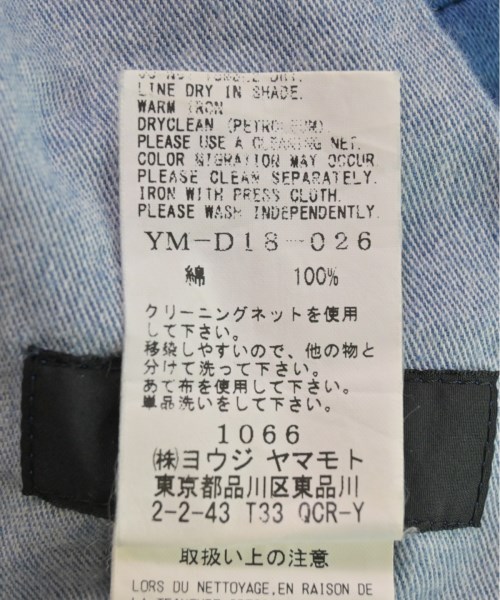 DO NOT TUMBLE DRY.
LINE DRY IN SHADE.
WARM IRON
DRYCLEAN (PETROLEUM).
PLEASE USE A CLEANING NET.
COLOR MIGRATION MAY OCCUR
PLEASE CLEAN SEPARATELY.
IRON WITH PRESS CLOTH.
PLEASE WASH INDEPENDENTLY.
YM-D18-026
綿 100%
クリーニングネットを使用
して下さい。
移染しやすいので、他の物と
分けて洗って下さい。
あて布を使用して下さい。
単品洗いをして下さい。
1066
㈱ヨウジ ヤマモト
東京都品川区東品川
2-2-43 T33 QCR-Y
取扱い上の注意
LORS DU NETTOYAGE,EN RAISON DE